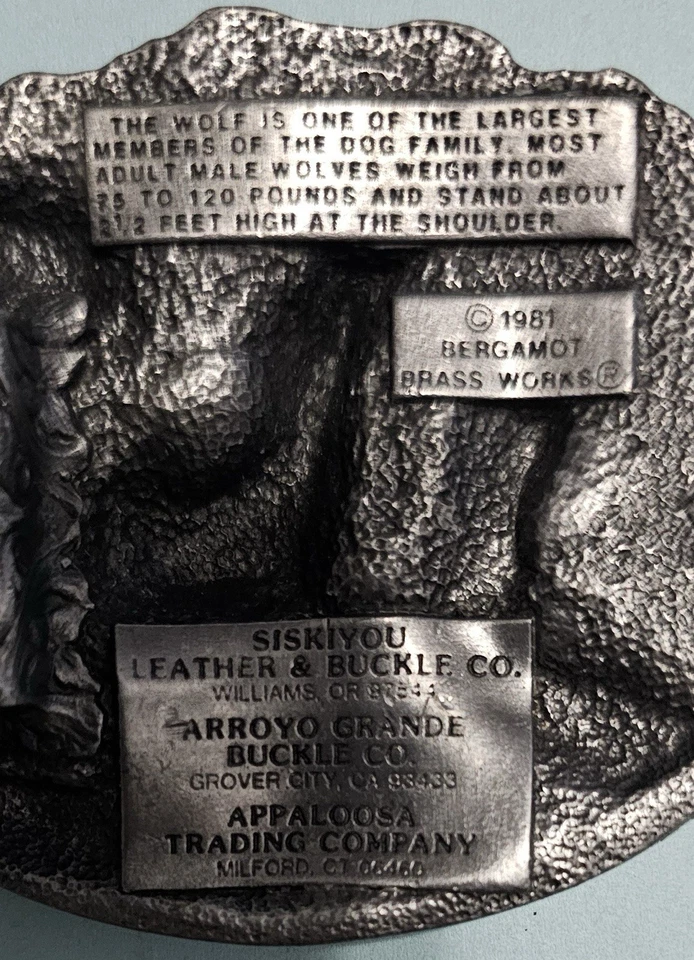 THE WOLF IS ONE OF THE LARGEST
MEMBERS OF THE DOG FAMILY. MOST
ADULT MALE WOLVES WEIGH FROM
75 TO 120 POUNDS AND STAND ABOUT
2 1/2 FEET HIGH AT THE SHOULDER.
© 1981
BERGAMOT
BRASS WORKS®
SISKIYOU
LEATHER & BUCKLE CO.
WILLIAMS, OR 97544
ARROYO GRANDE
BUCKLE CO.
GROVER CITY, CA 93433
APPALOOSA
TRADING COMPANY
MILFORD, CT 06460